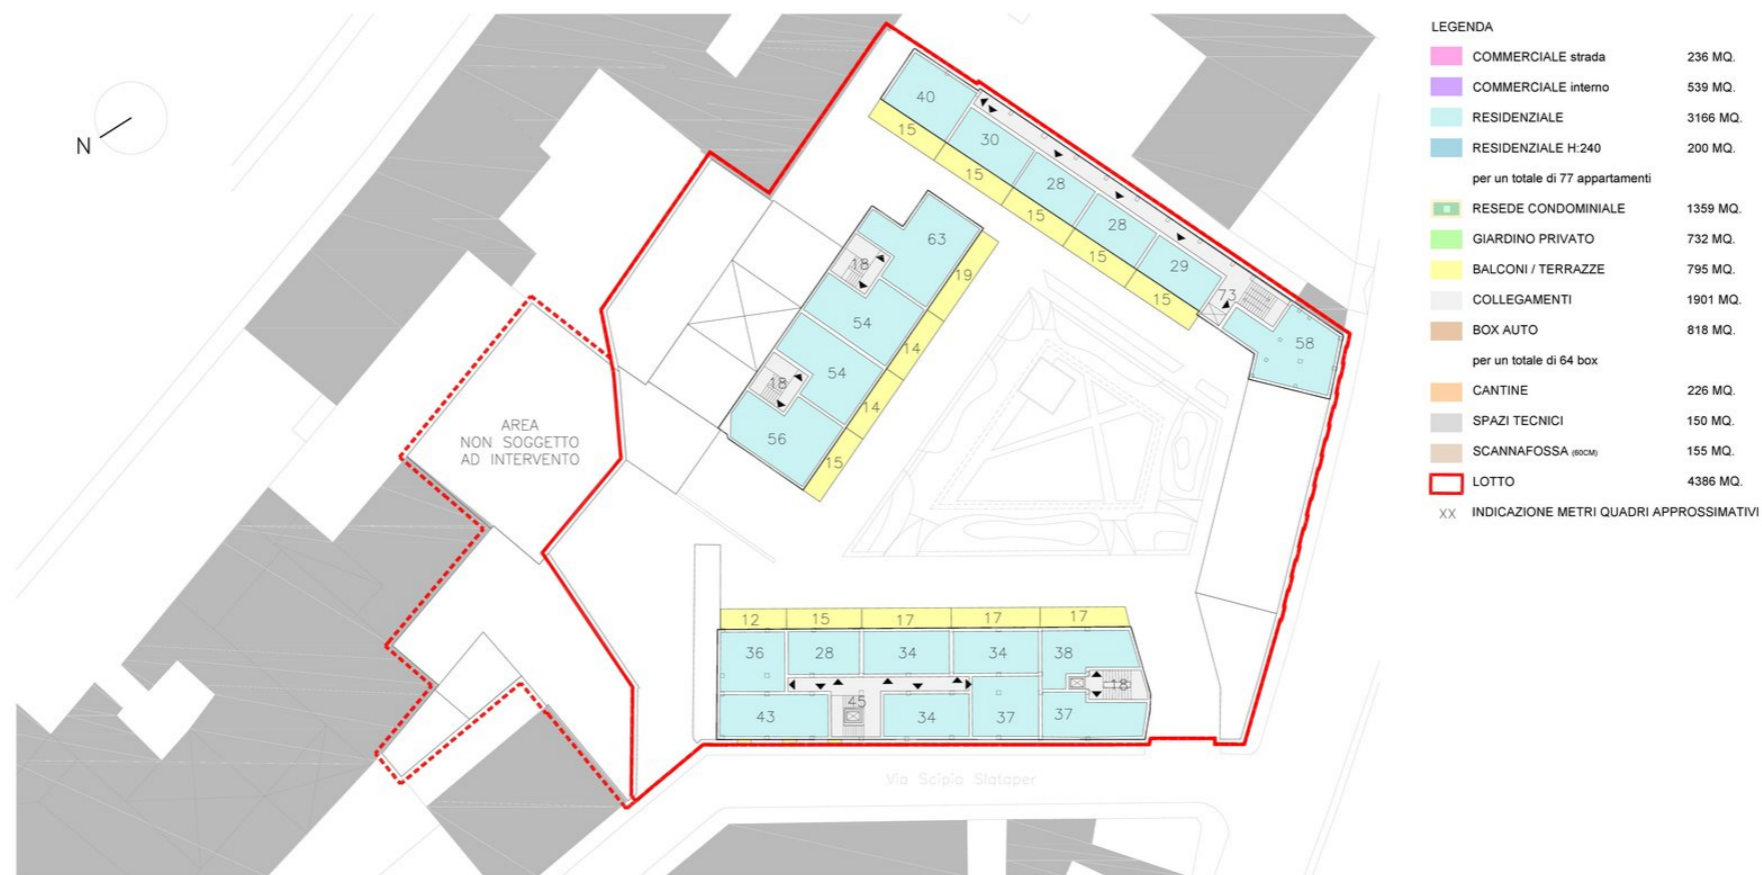 N
40
15
30
15
28
15
28
15
29
15
73
58
63
18
19
54
14
54
18
14
56
15
AREA
NON SOGGETTO
AD INTERVENTO
12 15 17 17 17
36 28 34 34 38
18
45
43 34 37 37
Via Scipio Slataper
LEGENDA
COMMERCIALE strada 236 MQ.
COMMERCIALE interno 539 MQ.
RESIDENZIALE 3166 MQ.
RESIDENZIALE H:240 200 MQ.
per un totale di 77 appartamenti
RESEDE CONDOMINIALE 1359 MQ.
GIARDINO PRIVATO 732 MQ.
BALCONI / TERRAZZE 795 MQ.
COLLEGAMENTI 1901 MQ.
BOX AUTO 818 MQ.
per un totale di 64 box
CANTINE 226 MQ.
SPAZI TECNICI 150 MQ.
SCANNAFOSSA (60CM) 155 MQ.
LOTTO 4386 MQ.
XX INDICAZIONE METRI QUADRI APPROSSIMATIVI